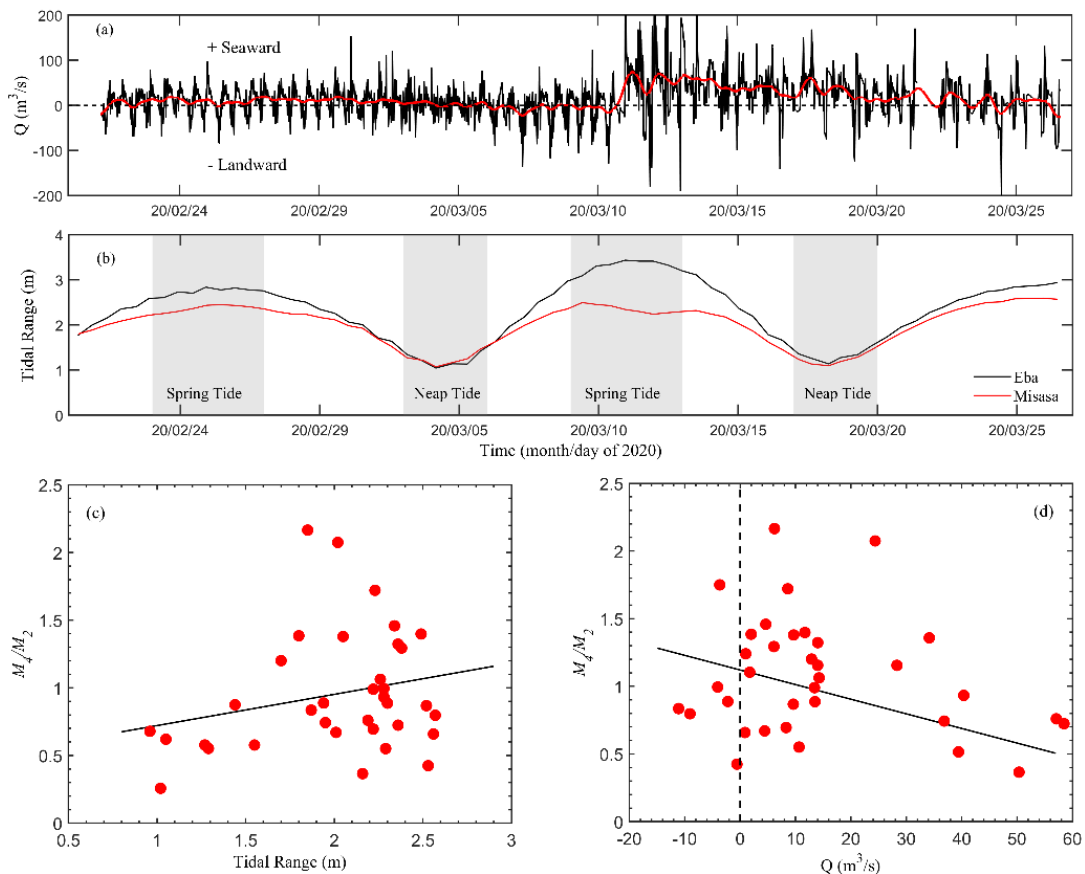 (a)
+ Seaward
- Landward
Q (m³/s)
200
100
0
-100
-200
20/02/24 20/02/29 20/03/05 20/03/10 20/03/15 20/03/20 20/03/25
(b)
Tidal Range (m)
4
3
2
1
0
Spring Tide Neap Tide Spring Tide Neap Tide
Eba
Misasa
20/02/24 20/02/29 20/03/05 20/03/10 20/03/15 20/03/20 20/03/25
Time (month/day of 2020)
(c)
M₄/M₂
2.5
2
1.5
1
0.5
0
0.5 1 1.5 2 2.5 3
Tidal Range (m)
(d)
M₄/M₂
2.5
2
1.5
1
0.5
0
-20 -10 0 10 20 30 40 50 60
Q (m³/s)